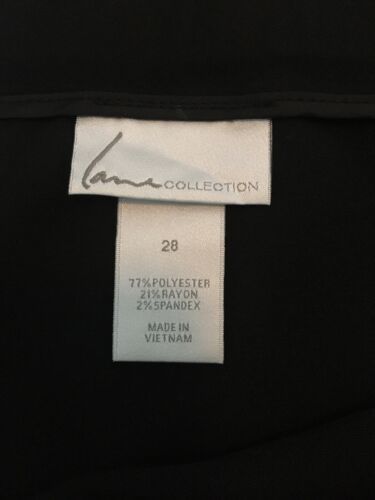 Lane COLLECTION
28
77%POLYESTER
21%RAYON
2%SPANDEX
MADE IN
VIETNAM